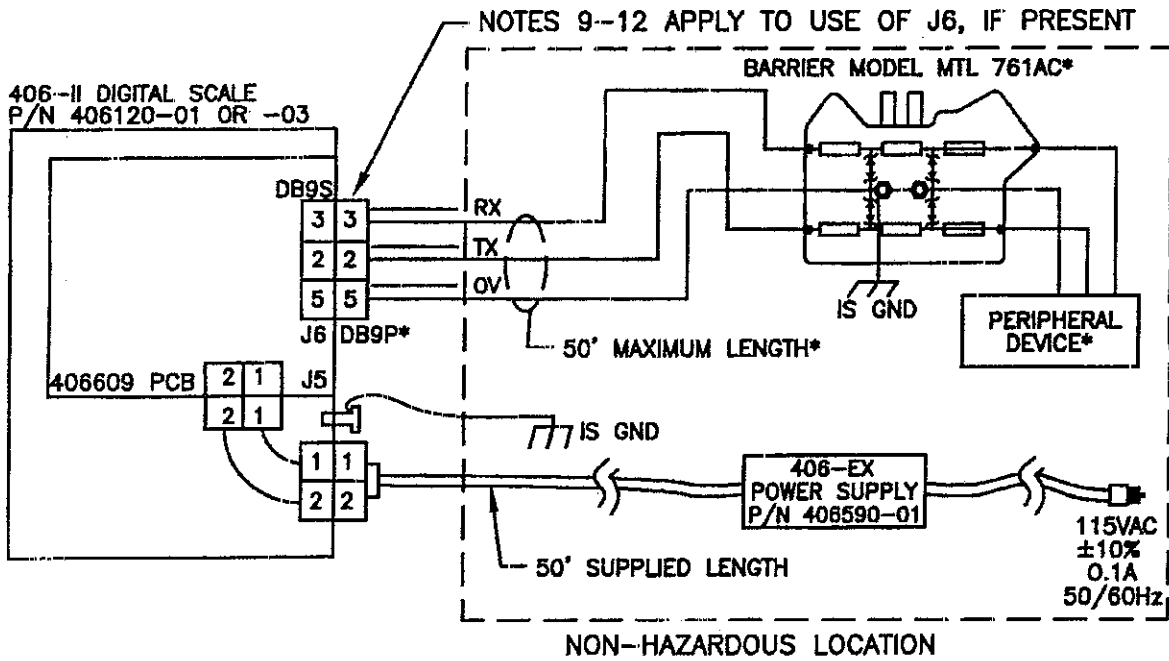 NOTES 9--12 APPLY TO USE OF J6, IF PRESENT
406--II DIGITAL SCALE
P/N 406120-01 OR -03
BARRIER MODEL MTL 761AC*
DB9S
3 3
2 2
5 5
RX
TX
OV
J6 DB9P*
50' MAXIMUM LENGTH*
IS GND
PERIPHERAL
DEVICE*
406609 PCB
2 1
2 1
J5
IS GND
1 1
2 2
406-EX
POWER SUPPLY
P/N 406590-01
50' SUPPLIED LENGTH
115VAC
±10%
0.1A
50/60Hz
NON--HAZARDOUS LOCATION